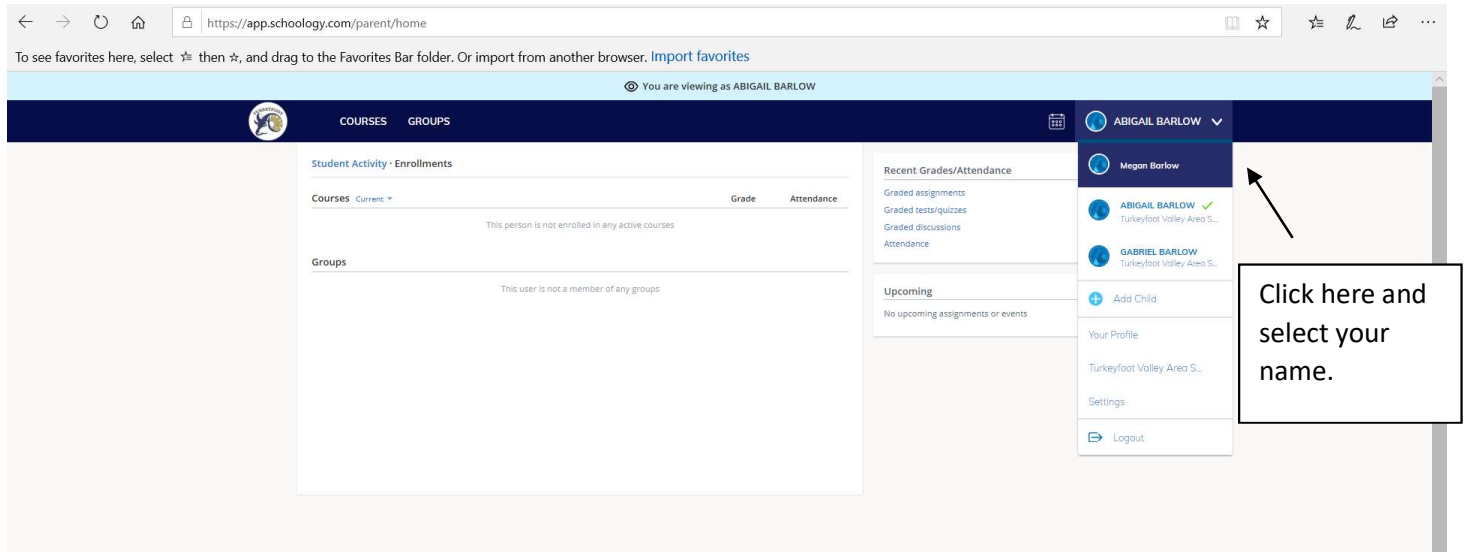 https://app.schoology.com/parent/home
To see favorites here, select then , and drag to the Favorites Bar folder. Or import from another browser. Import favorites
You are viewing as ABIGAIL BARLOW
COURSES GROUPS ABIGAIL BARLOW
Student Activity · Enrollments
Courses Current Grade Attendance
This person is not enrolled in any active courses
Groups
This user is not a member of any groups
Recent Grades/Attendance
Graded assignments
Graded tests/quizzes
Graded discussions
Attendance
Upcoming
No upcoming assignments or events
Megan Barlow
ABIGAIL BARLOW
Turkeyfoot Valley Area S...
GABRIEL BARLOW
Turkeyfoot Valley Area S...
Add Child
Your Profile
Turkeyfoot Valley Area S...
Settings
Logout
Click here and
select your
name.